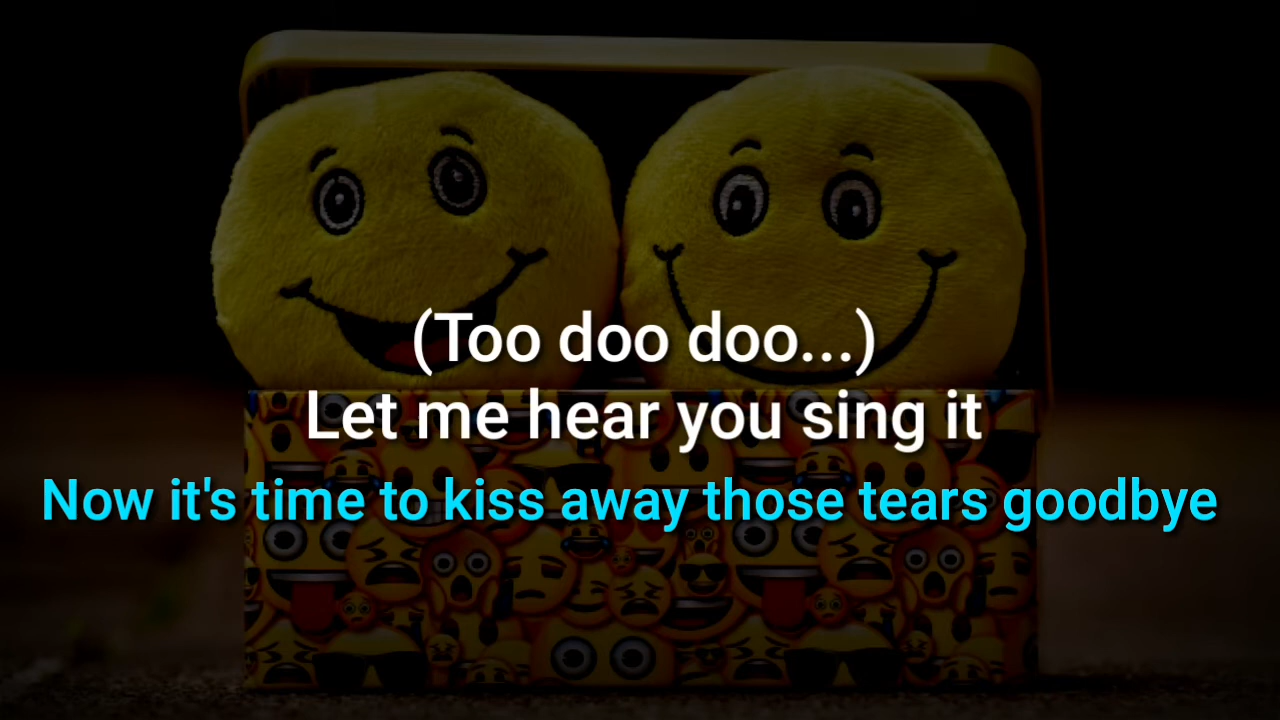 (Too doo doo...)
Let me hear you sing it
Now it's time to kiss away those tears goodbye